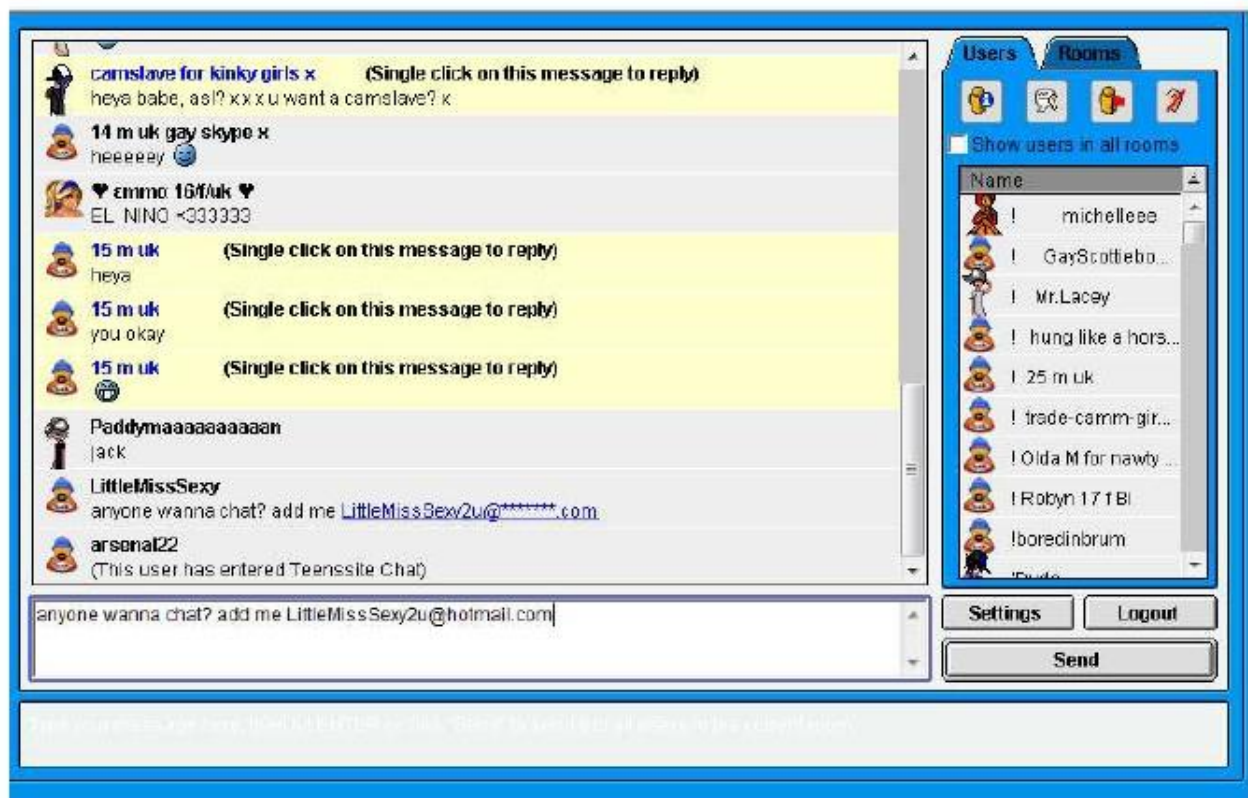 camslave for kinky girls x (Single click on this message to reply)
heya babe, asl? x x x u want a camslave? x
14 m uk gay skype x
heeeeey
♥ εmmα 16/f/uk ♥
EL NINO <333333
15 m uk (Single click on this message to reply)
heya
15 m uk (Single click on this message to reply)
you okay
15 m uk (Single click on this message to reply)
Paddymaaaaaaaaaan
jack
LittleMissSexy
anyone wanna chat? add me LittleMissSexy2u@*******.com
arsenal22
(This user has entered Teenssite Chat)
anyone wanna chat? add me LittleMissSexy2u@hotmail.com
Users Rooms
Show users in all rooms
Name
! michelleee
! GayScottiebo...
! Mr.Lacey
! hung like a hors...
! 25 m uk
! trade-camm-gir...
! Olda M for nawty ...
! Robyn 17 f BI
!boredinbrum
Settings Logout
Send